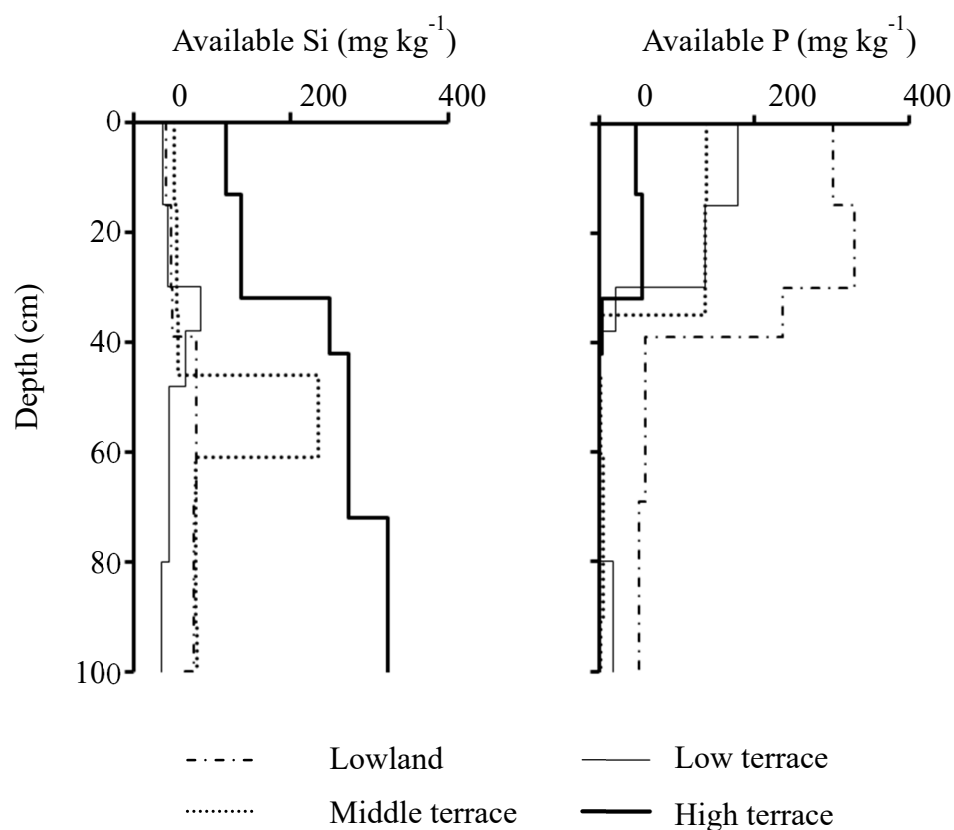 Available Si (mg kg⁻¹)
Available P (mg kg⁻¹)
0 200 400
0 200 400
0
20
40
60
80
100
Depth (cm)
Lowland
Low terrace
Middle terrace
High terrace